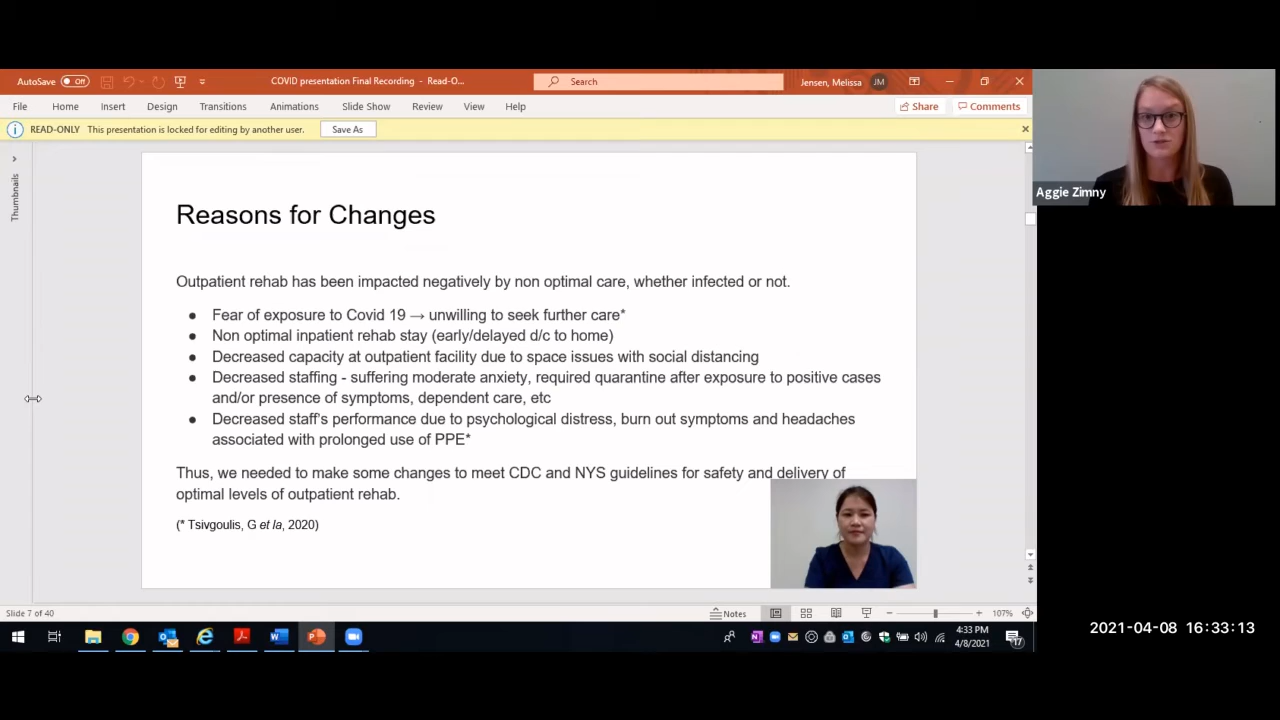 AutoSave Off
COVID presentation Final Recording - Read-O...
Search
Jensen, Melissa JM
File Home Insert Design Transitions Animations Slide Show Review View Help
Share Comments
READ-ONLY This presentation is locked for editing by another user. Save As
Thumbnails
Aggie Zimny
Reasons for Changes
Outpatient rehab has been impacted negatively by non optimal care, whether infected or not.
● Fear of exposure to Covid 19 → unwilling to seek further care*
● Non optimal inpatient rehab stay (early/delayed d/c to home)
● Decreased capacity at outpatient facility due to space issues with social distancing
● Decreased staffing - suffering moderate anxiety, required quarantine after exposure to positive cases
and/or presence of symptoms, dependent care, etc
● Decreased staff's performance due to psychological distress, burn out symptoms and headaches
associated with prolonged use of PPE*
Thus, we needed to make some changes to meet CDC and NYS guidelines for safety and delivery of
optimal levels of outpatient rehab.
(* Tsivgoulis, G et la, 2020)
Slide 7 of 40
Notes
107%
4:33 PM
4/8/2021
17
2021-04-08 16:33:13